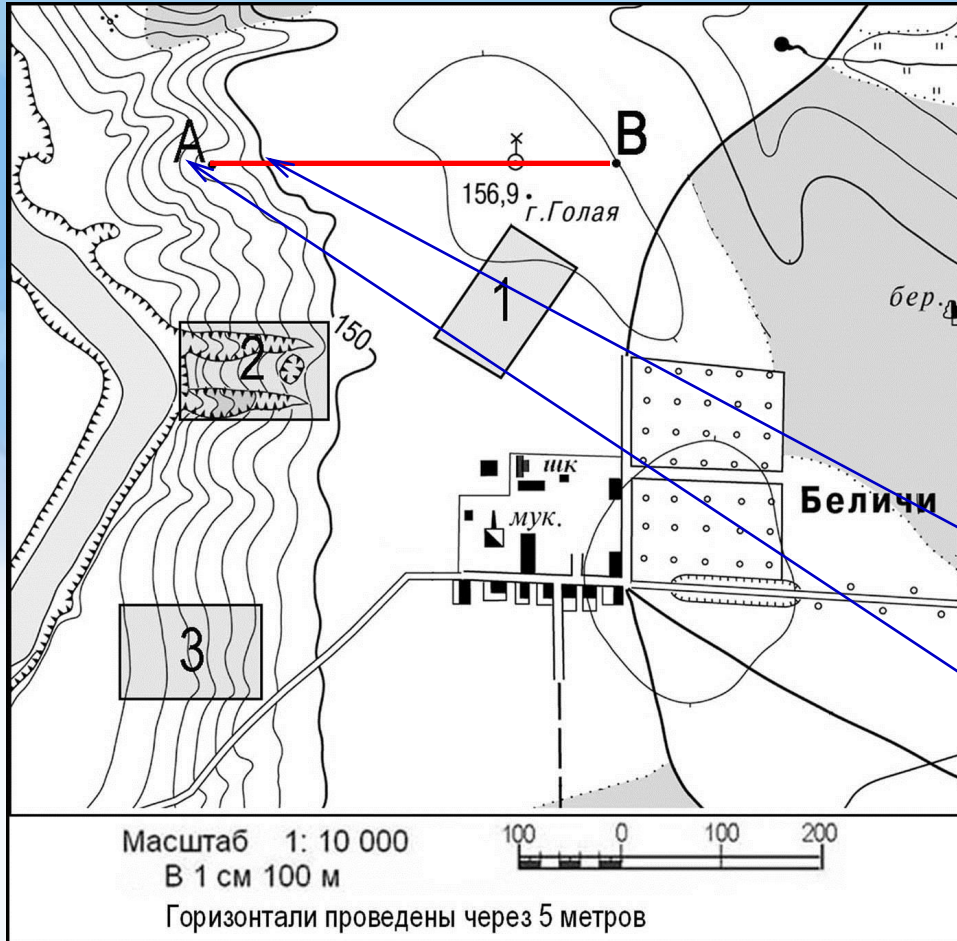 A
B
156,9
г.Голая
1
бер.
150
2
шк
Беличи
мук.
3
Масштаб 1: 10 000
В 1 см 100 м
100 0 100 200
Горизонтали проведены через 5 метров